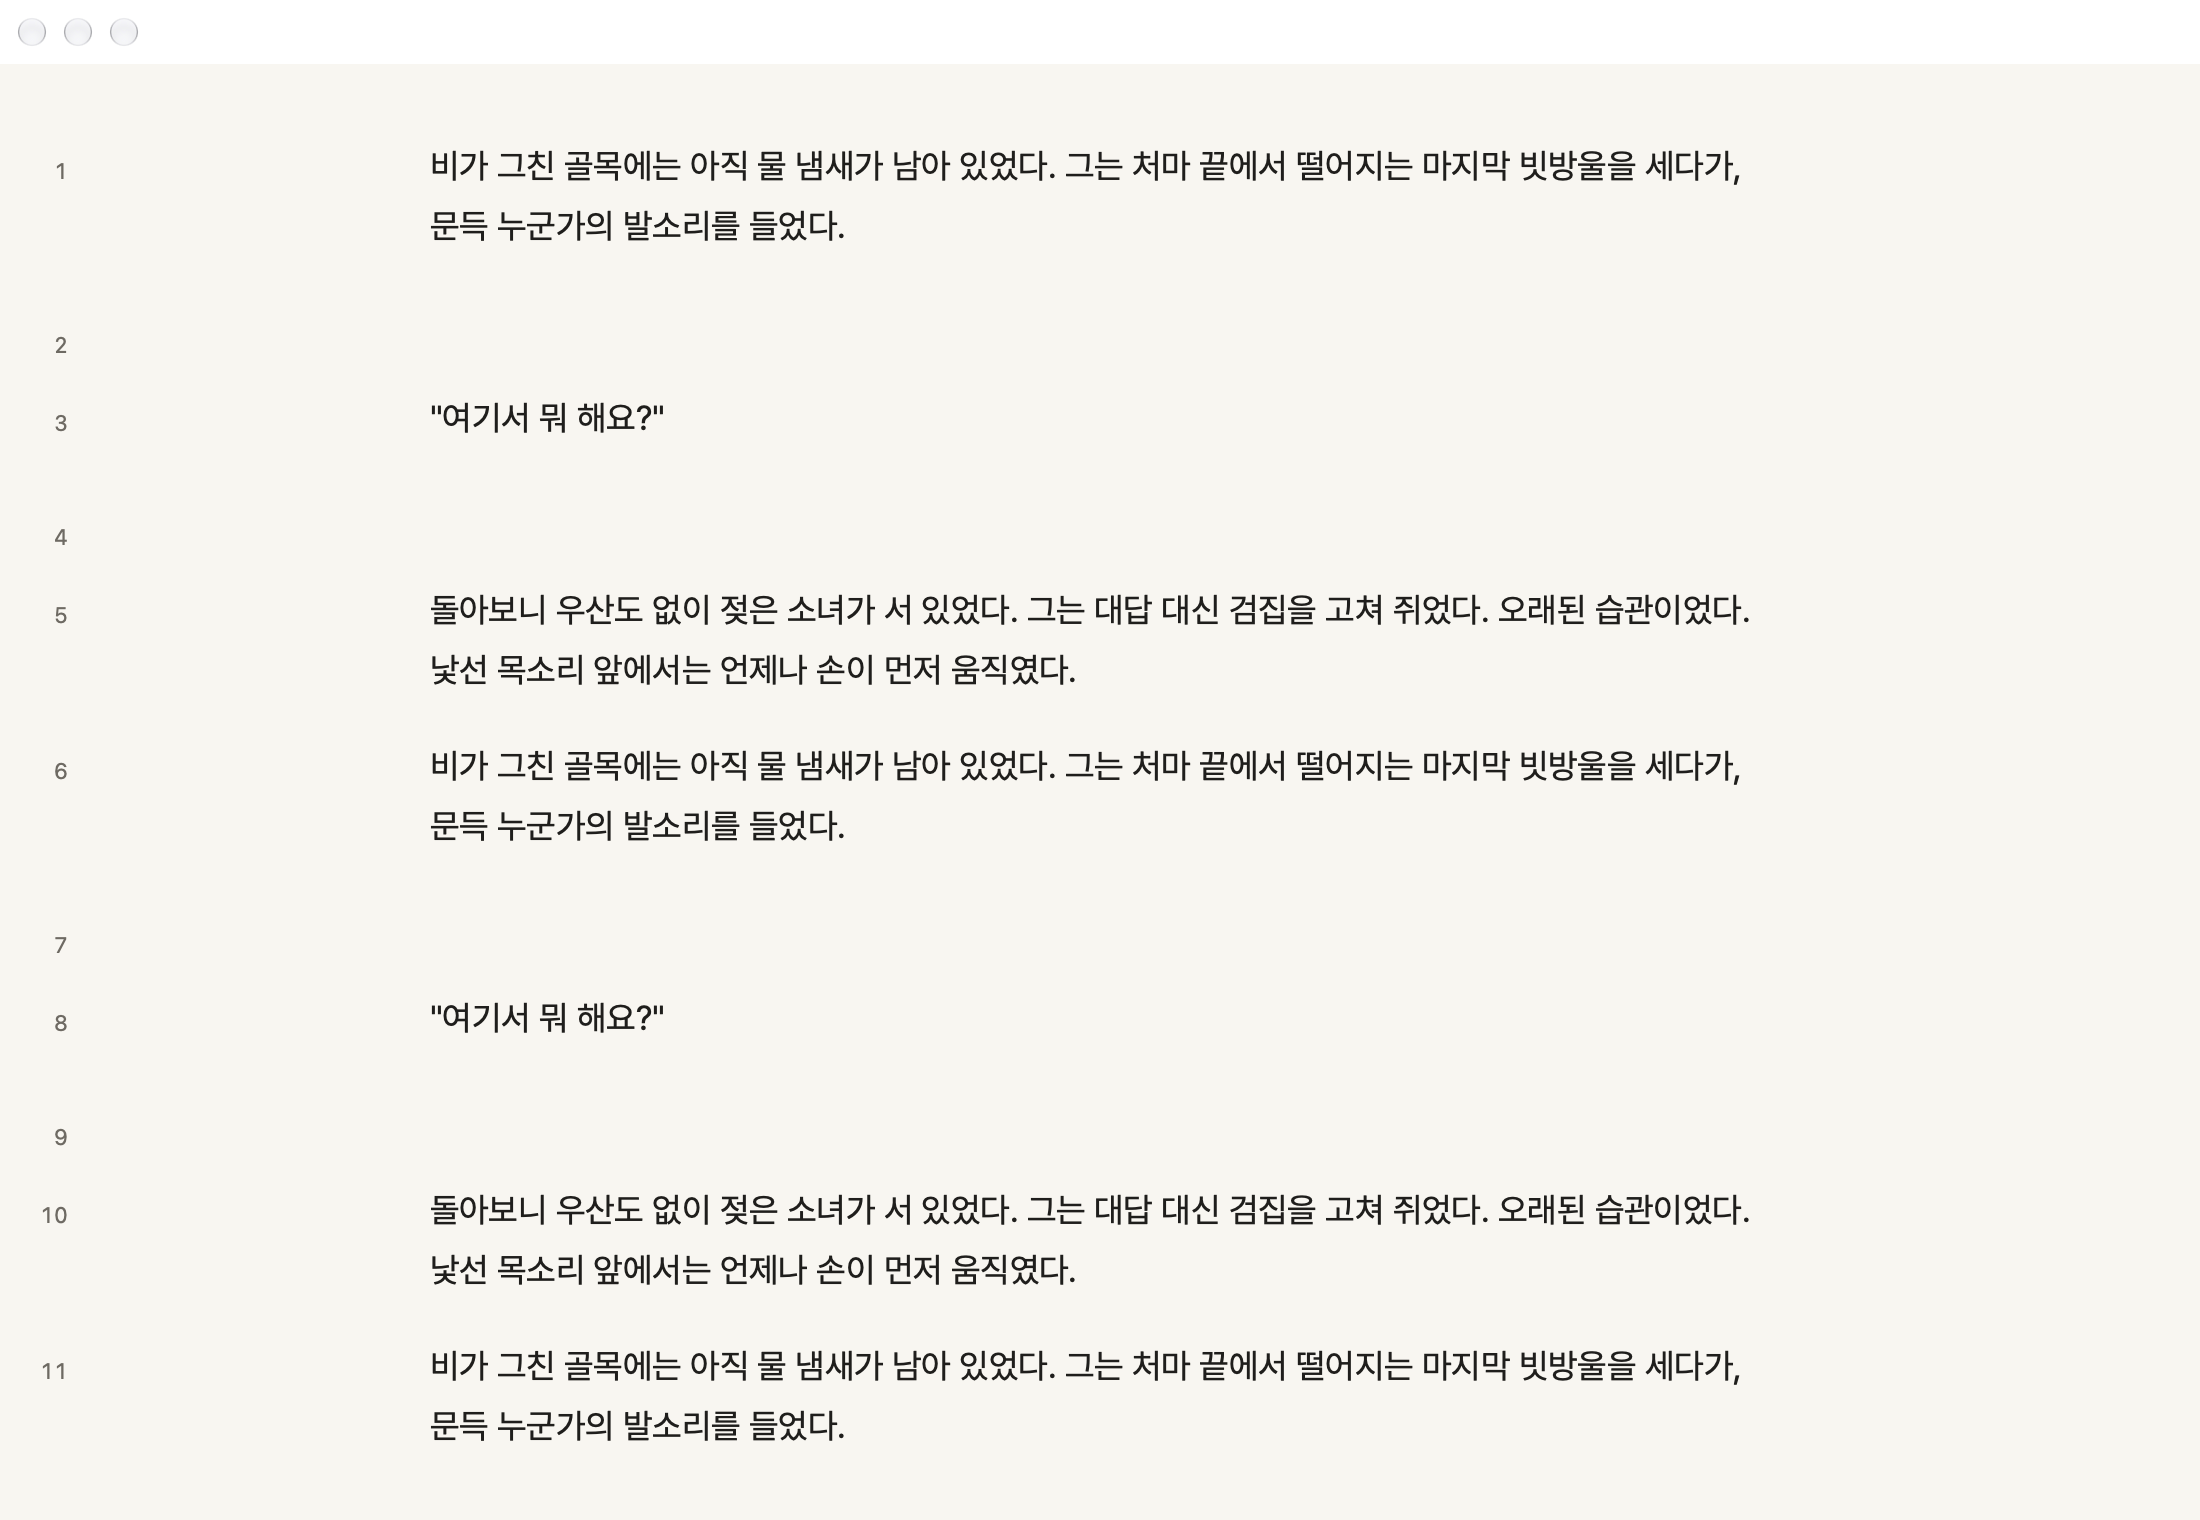 1 비가 그친 골목에는 아직 물 냄새가 남아 있었다. 그는 처마 끝에서 떨어지는 마지막 빗방울을 세다가,
문득 누군가의 발소리를 들었다.
2
3 "여기서 뭐 해요?"
4
5 돌아보니 우산도 없이 젖은 소녀가 서 있었다. 그는 대답 대신 검집을 고쳐 쥐었다. 오래된 습관이었다.
낯선 목소리 앞에서는 언제나 손이 먼저 움직였다.
6 비가 그친 골목에는 아직 물 냄새가 남아 있었다. 그는 처마 끝에서 떨어지는 마지막 빗방울을 세다가,
문득 누군가의 발소리를 들었다.
7
8 "여기서 뭐 해요?"
9
10 돌아보니 우산도 없이 젖은 소녀가 서 있었다. 그는 대답 대신 검집을 고쳐 쥐었다. 오래된 습관이었다.
낯선 목소리 앞에서는 언제나 손이 먼저 움직였다.
11 비가 그친 골목에는 아직 물 냄새가 남아 있었다. 그는 처마 끝에서 떨어지는 마지막 빗방울을 세다가,
문득 누군가의 발소리를 들었다.